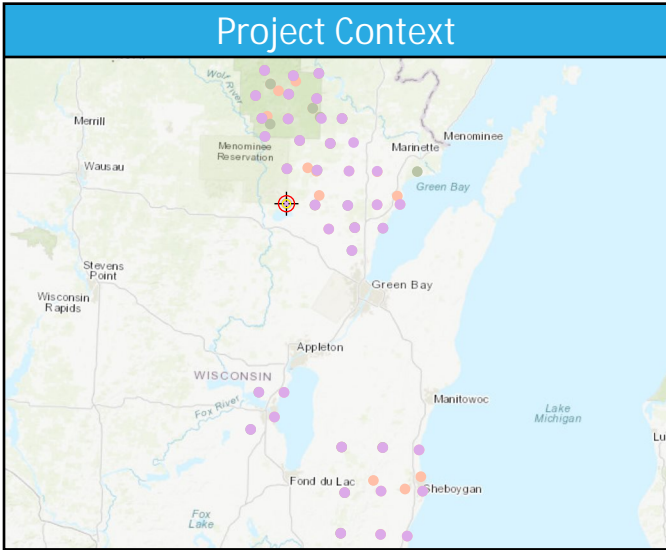 Project Context
Wolf
River
Merrill
Menominee
Reservation
Menominee
Marinette
Wausau
Green Bay
Stevens
Point
Wisconsin
Rapids
Green Bay
Appleton
WISCONSIN
Fox River
Manitowoc
Lake
Michigan
Lu
Fond du Lac
Sheboygan
Fox
Lake